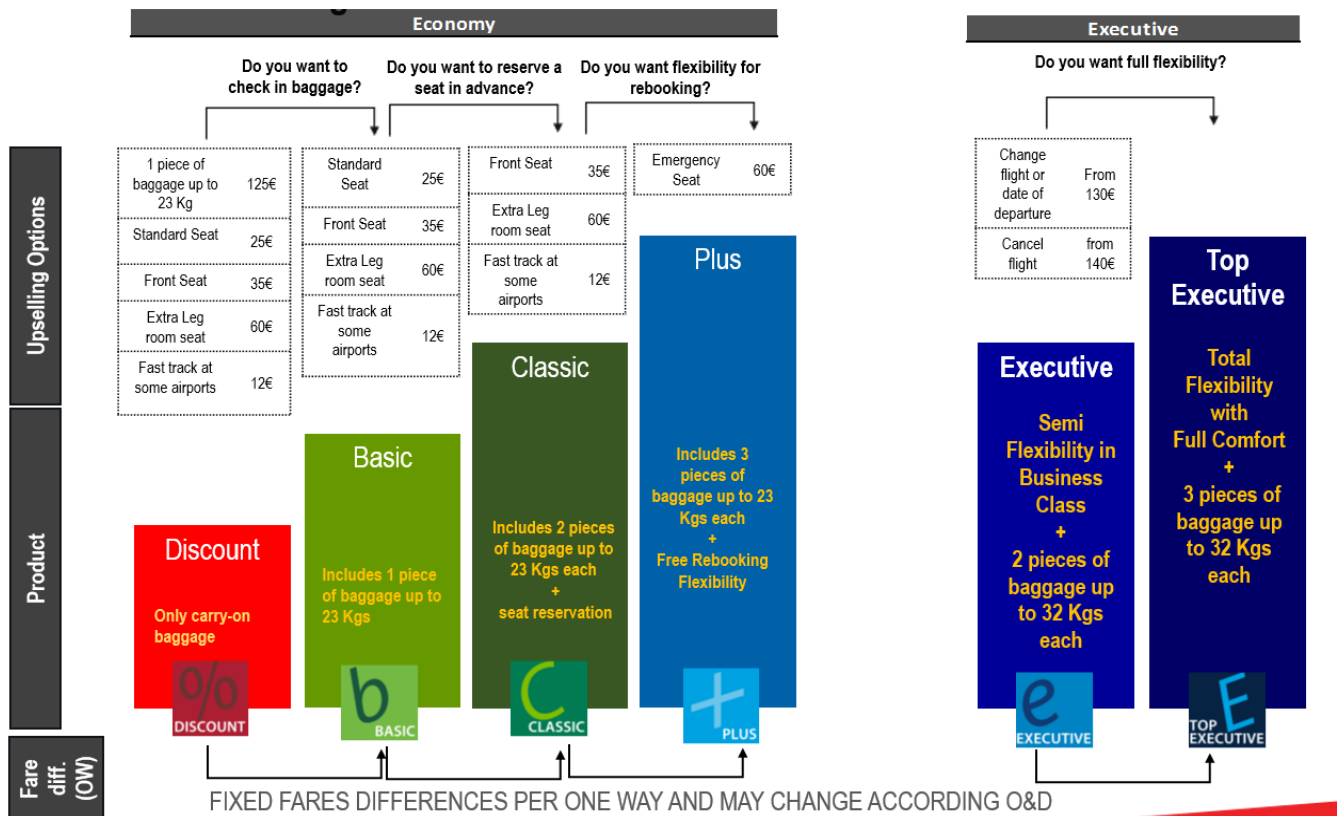 Economy
Executive
Do you want to
check in baggage?
Do you want to reserve a
seat in advance?
Do you want flexibility for
rebooking?
Do you want full flexibility?
Upselling Options
1 piece of
baggage up to
23 Kg
125€
Standard Seat
25€
Front Seat
35€
Extra Leg
room seat
60€
Fast track at
some airports
12€
Standard
Seat
25€
Front Seat
35€
Extra Leg
room seat
60€
Fast track at
some
airports
12€
Front Seat
35€
Extra Leg
room seat
60€
Fast track at
some
airports
12€
Emergency
Seat
60€
Change
flight or
date of
departure
From
130€
Cancel
flight
from
140€
Product
Discount
Only carry-on
baggage
%
DISCOUNT
Basic
Includes 1 piece
of baggage up to
23 Kgs
b
BASIC
Classic
Includes 2 pieces
of baggage up to
23 Kgs each
+
seat reservation
C
CLASSIC
Plus
Includes 3
pieces of
baggage up to 23
Kgs each
+
Free Rebooking
Flexibility
+
PLUS
Executive
Semi
Flexibility in
Business
Class
+
2 pieces of
baggage up
to 32 Kgs
each
e
EXECUTIVE
Top
Executive
Total
Flexibility
with
Full Comfort
+
3 pieces of
baggage up
to 32 Kgs
each
E
TOP
EXECUTIVE
Fare
diff.
(OW)
FIXED FARES DIFFERENCES PER ONE WAY AND MAY CHANGE ACCORDING O&D